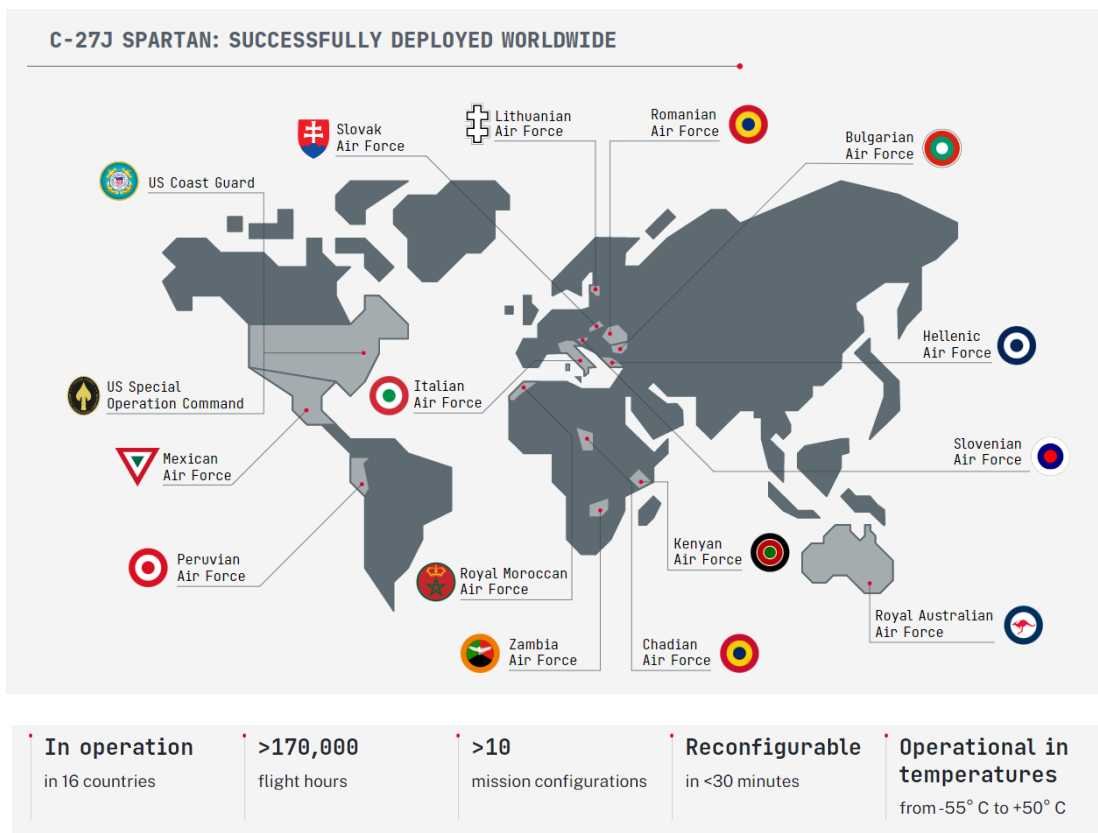 C-27J SPARTAN: SUCCESSFULLY DEPLOYED WORLDWIDE
Slovak
Air Force
Lithuanian
Air Force
Romanian
Air Force
Bulgarian
Air Force
US Coast Guard
Hellenic
Air Force
US Special
Operation Command
Italian
Air Force
Mexican
Air Force
Slovenian
Air Force
Peruvian
Air Force
Royal Moroccan
Air Force
Kenyan
Air Force
Royal Australian
Air Force
Zambia
Air Force
Chadian
Air Force
In operation
in 16 countries
>170,000
flight hours
>10
mission configurations
Reconfigurable
in <30 minutes
Operational in
temperatures
from -55° C to +50° C